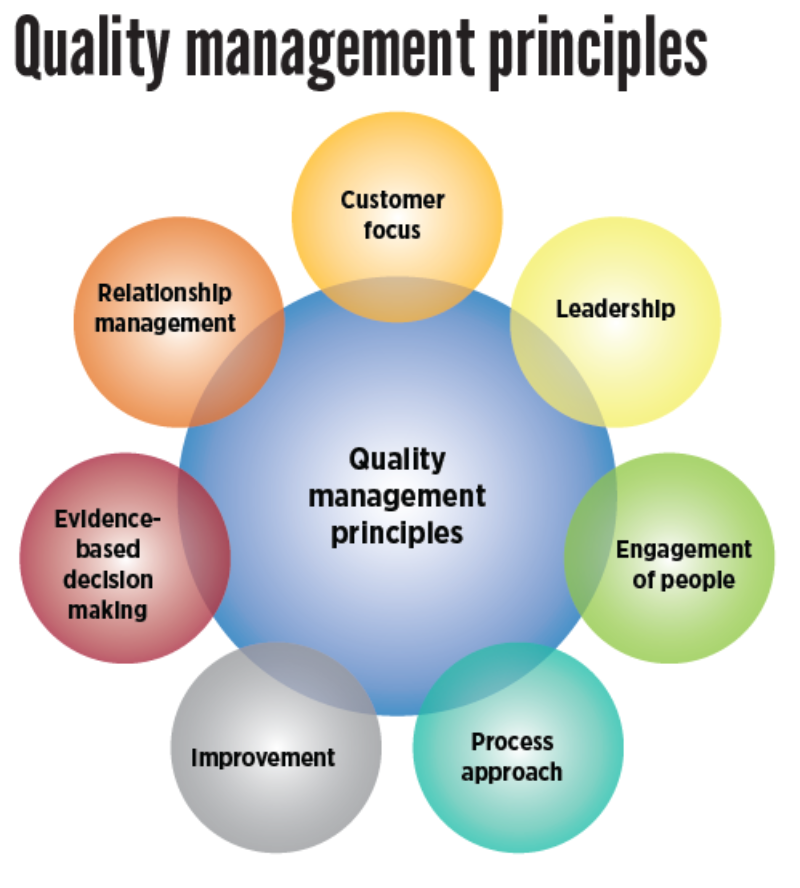 Quality management principles
Customer
focus
Leadership
Engagement
of people
Process
approach
Improvement
Evidence-
based
decision
making
Relationship
management
Quality
management
principles